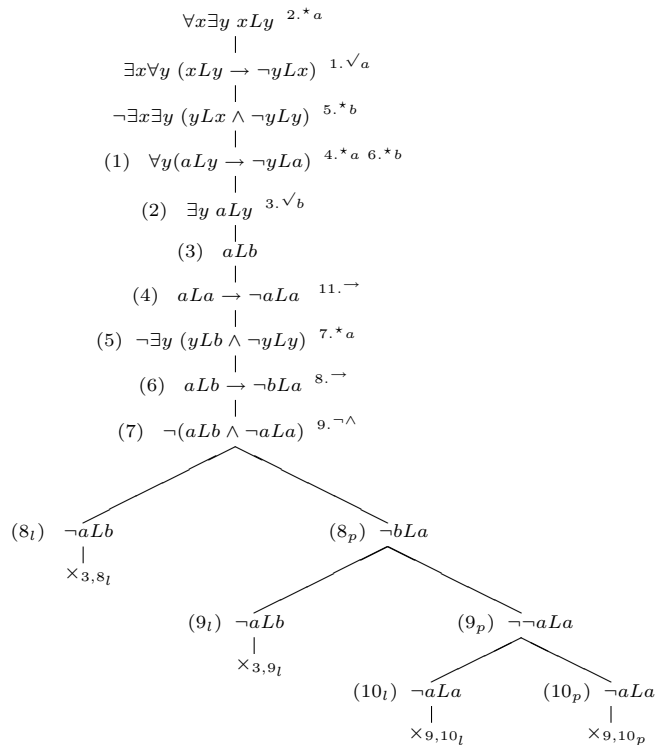 ∀x∃y xLy 2.⋆a
∃x∀y (xLy → ¬yLx) 1.√a
¬∃x∃y (yLx ∧ ¬yLy) 5.⋆b
(1) ∀y(aLy → ¬yLa) 4.⋆a 6.⋆b
(2) ∃y aLy 3.√b
(3) aLb
(4) aLa → ¬aLa 11.→
(5) ¬∃y (yLb ∧ ¬yLy) 7.⋆a
(6) aLb → ¬bLa 8.→
(7) ¬(aLb ∧ ¬aLa) 9.¬∧
(8l) ¬aLb (8p) ¬bLa
×3,8l
(9l) ¬aLb (9p) ¬¬aLa
×3,9l
(10l) ¬aLa (10p) ¬aLa
×9,10l ×9,10p